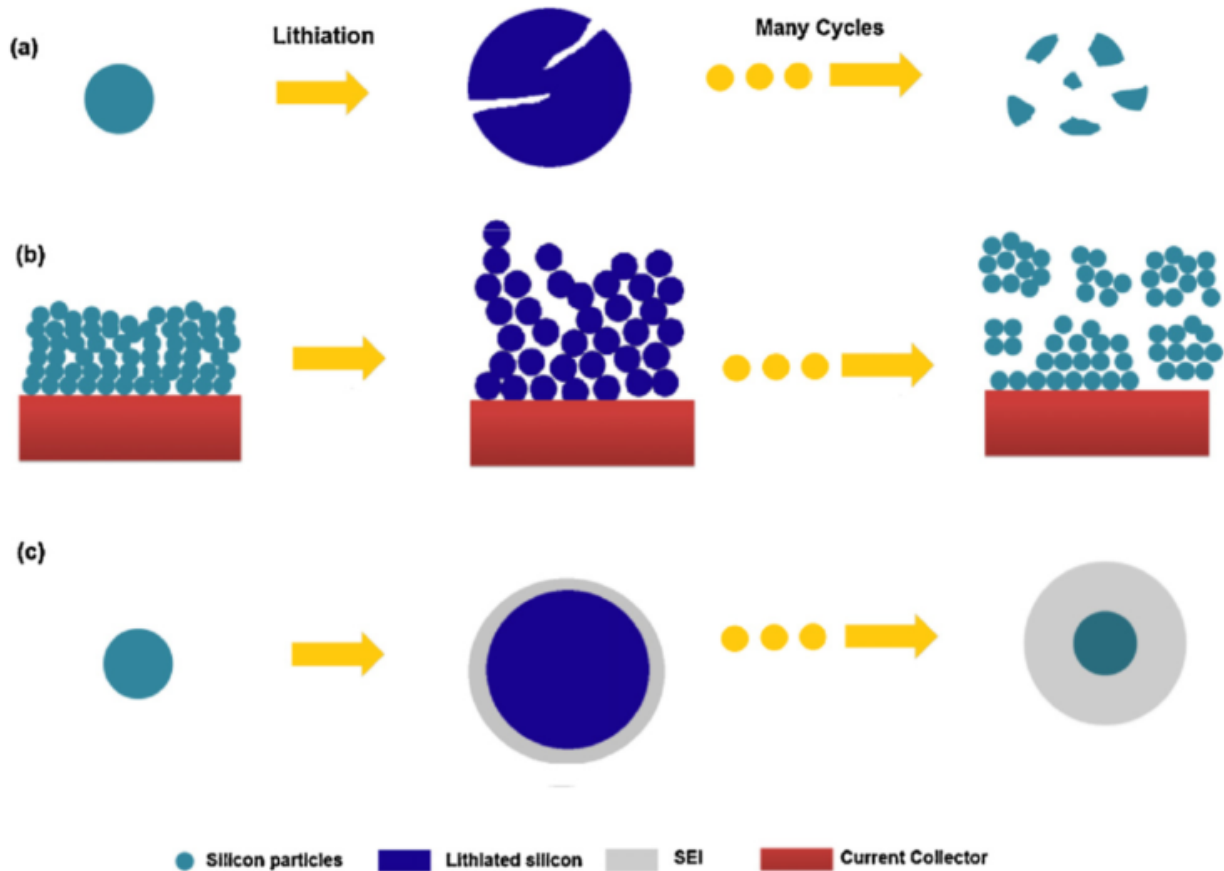 (a)
Lithiation
Many Cycles
(b)
(c)
Silicon particles
Lithiated silicon
SEI
Current Collector